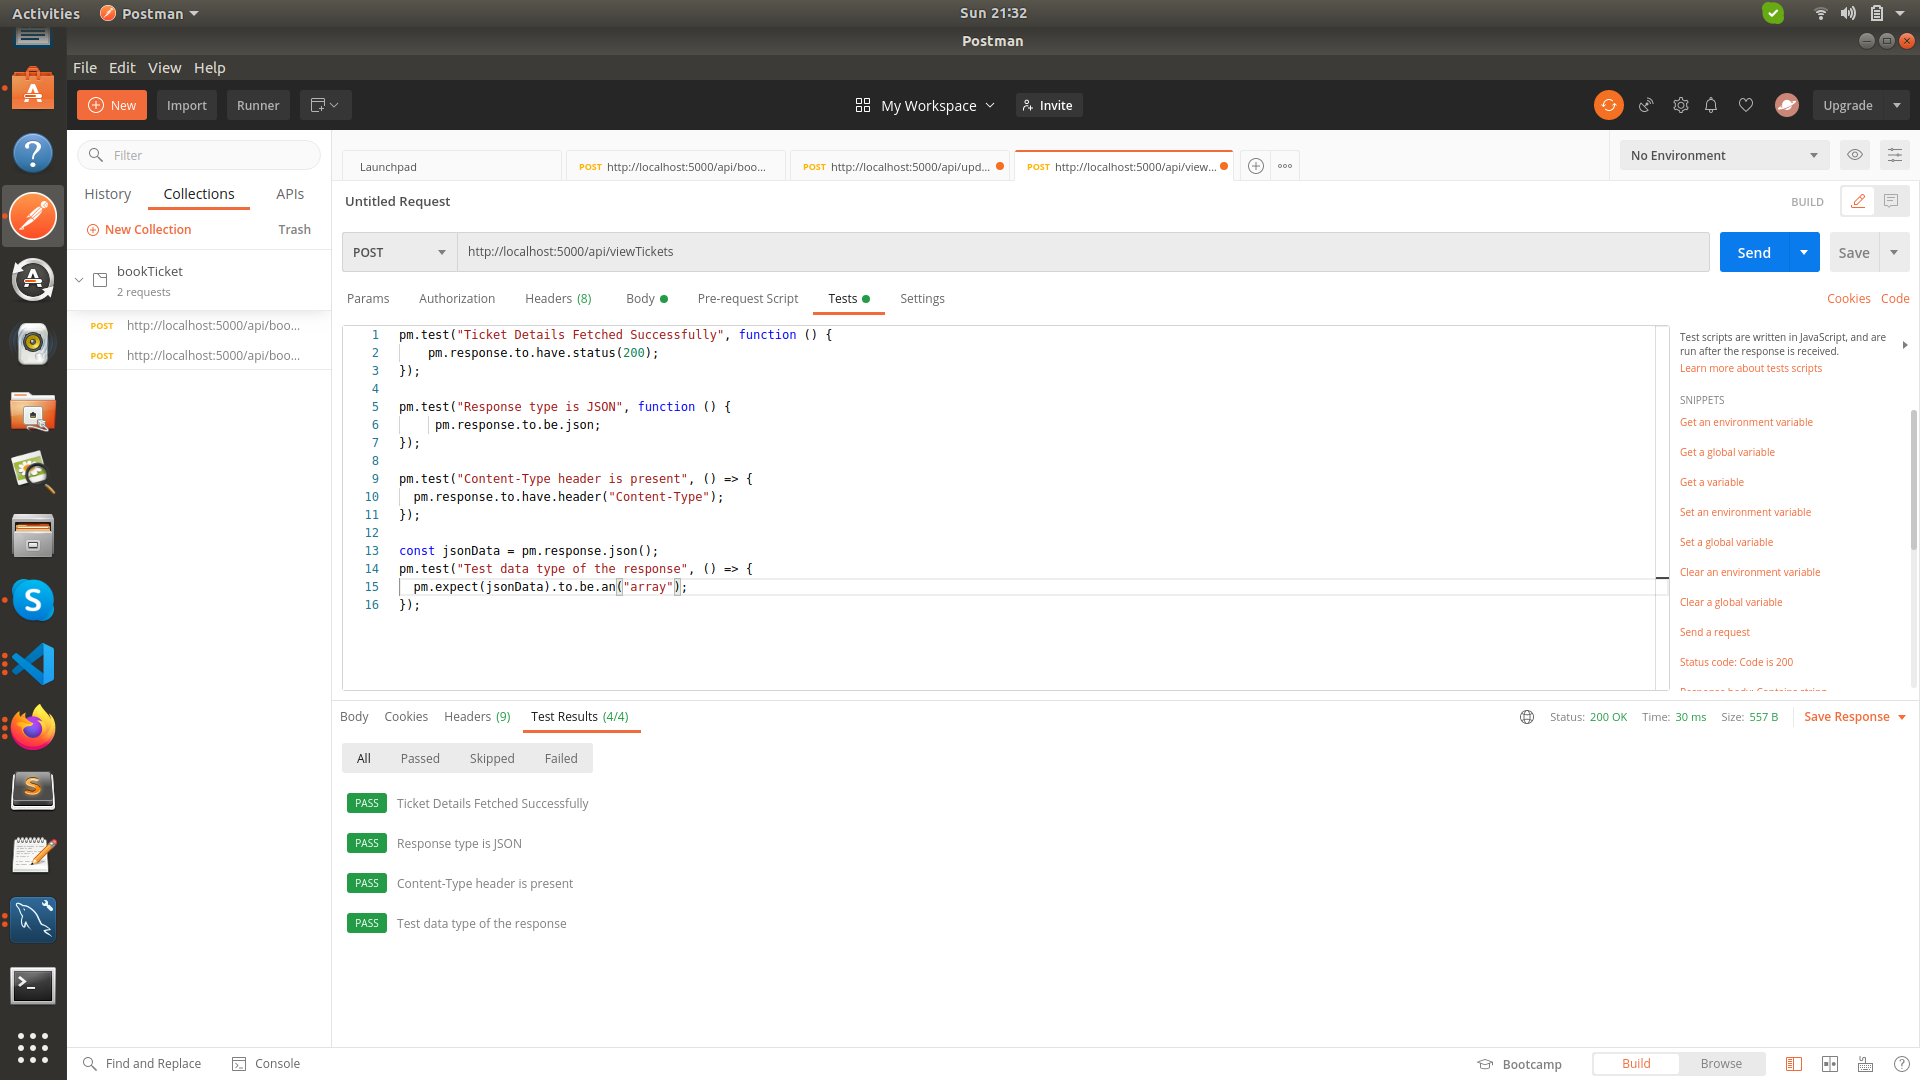 Activities
Postman
Sun 21:32
Postman
File Edit View Help
New
Import
Runner
My Workspace
Invite
Upgrade
Filter
History Collections APIs
New Collection
Trash
bookTicket
2 requests
POST http://localhost:5000/api/boo...
POST http://localhost:5000/api/boo...
Launchpad
POST http://localhost:5000/api/boo...
POST http://localhost:5000/api/upd...
POST http://localhost:5000/api/view...
No Environment
Untitled Request
BUILD
POST
http://localhost:5000/api/viewTickets
Send
Save
Params Authorization Headers (8) Body Pre-request Script Tests Settings
Cookies Code
1 pm.test("Ticket Details Fetched Successfully", function () {
2 pm.response.to.have.status(200);
3 });
4
5 pm.test("Response type is JSON", function () {
6 pm.response.to.be.json;
7 });
8
9 pm.test("Content-Type header is present", () => {
10 pm.response.to.have.header("Content-Type");
11 });
12
13 const jsonData = pm.response.json();
14 pm.test("Test data type of the response", () => {
15 pm.expect(jsonData).to.be.an("array");
16 });
Test scripts are written in JavaScript, and are
run after the response is received.
Learn more about tests scripts
SNIPPETS
Get an environment variable
Get a global variable
Get a variable
Set an environment variable
Set a global variable
Clear an environment variable
Clear a global variable
Send a request
Status code: Code is 200
Response body: Contains string
Body Cookies Headers (9) Test Results (4/4)
Status: 200 OK Time: 30 ms Size: 557 B
Save Response
All Passed Skipped Failed
PASS Ticket Details Fetched Successfully
PASS Response type is JSON
PASS Content-Type header is present
PASS Test data type of the response
Find and Replace
Console
Bootcamp
Build
Browse